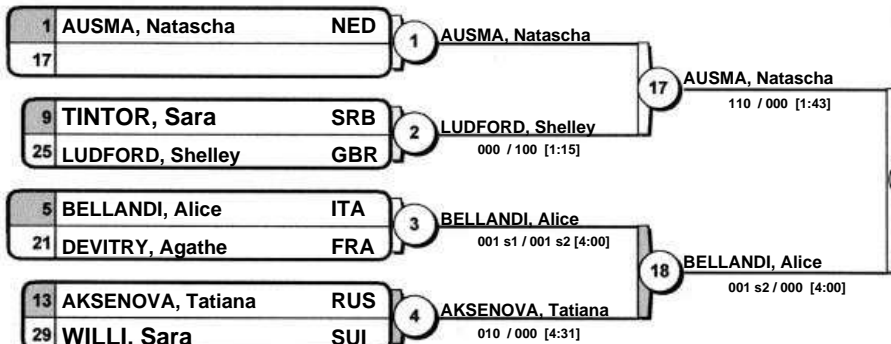 1 AUSMA, Natascha NED
17
1
AUSMA, Natascha
17
AUSMA, Natascha
110 / 000 [1:43]
9 TINTOR, Sara SRB
25 LUDFORD, Shelley GBR
2
LUDFORD, Shelley
000 / 100 [1:15]
5 BELLANDI, Alice ITA
21 DEVITRY, Agathe FRA
3
BELLANDI, Alice
001 s1 / 001 s2 [4:00]
18
BELLANDI, Alice
001 s2 / 000 [4:00]
13 AKSENOVA, Tatiana RUS
29 WILLI, Sara SUI
4
AKSENOVA, Tatiana
010 / 000 [4:31]